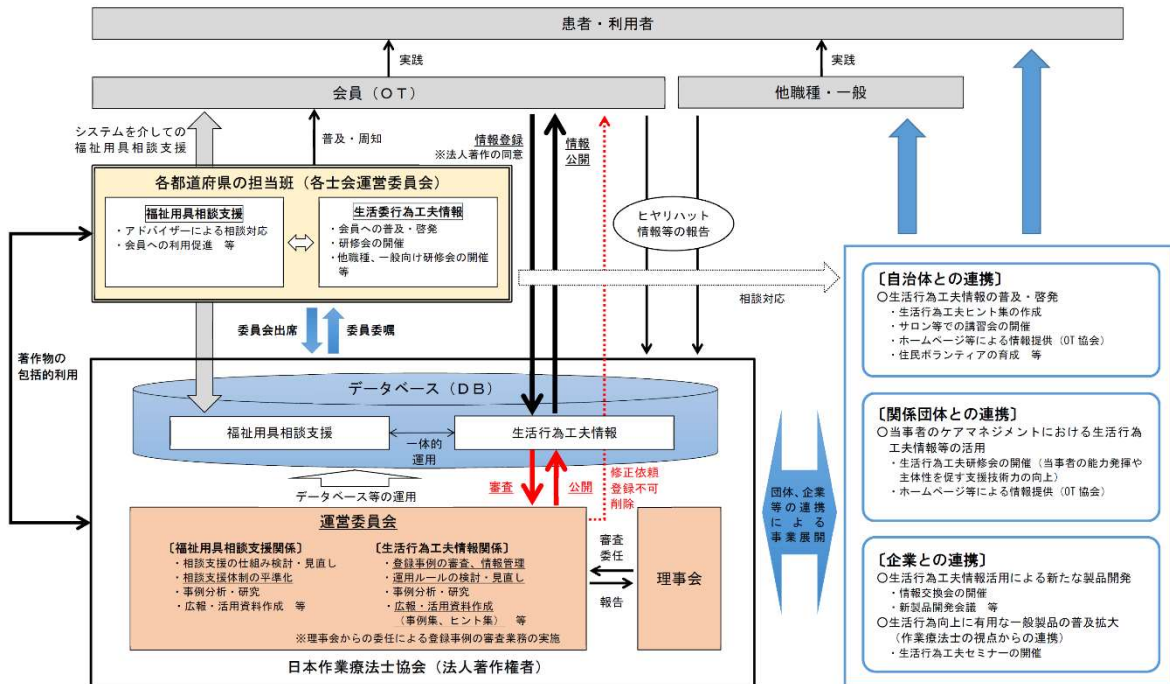 患者・利用者
実践
実践
会員（ＯＴ）
他職種・一般
システムを介しての
福祉用具相談支援
普及・周知
情報登録
※法人著作の同意
情報
公開
各都道府県の担当班（各士会運営委員会）
福祉用具相談支援
・アドバイザーによる相談対応
・会員への利用促進　等
生活委行為工夫情報
・会員への普及・啓発
・研修会の開催
・他職種、一般向け研修会の開催
等
ヒヤリハット
情報等の報告
相談対応
委員会出席
委員委嘱
著作物の
包括的利用
データベース（ＤＢ）
福祉用具相談支援
一体的
運用
生活行為工夫情報
データベース等の運用
審査
公開
修正依頼
登録不可
削除
運営委員会
〔福祉用具相談支援関係〕
・相談支援の仕組み検討・見直し
・相談支援体制の平準化
・事例分析・研究
・広報・活用資料作成　等
〔生活行為工夫情報関係〕
・登録事例の審査、情報管理
・運用ルールの検討・見直し
・事例分析・研究
・広報・活用資料作成
（事例集、ヒント集）　等
※理事会からの委任による登録事例の審査業務の実施
審査
委任
報告
理事会
日本作業療法士協会（法人著作権者）
団体、企業
等の連携
による
事業展開
〔自治体との連携〕
○生活行為工夫情報の普及・啓発
・生活行為工夫ヒント集の作成
・サロン等での講習会の開催
・ホームページ等による情報提供（OT 協会）
・住民ボランティアの育成　等
〔関係団体との連携〕
○当事者のケアマネジメントにおける生活行為
工夫情報等の活用
・生活行為工夫研修会の開催（当事者の能力発揮や
主体性を促す支援技術力の向上）
・ホームページ等による情報提供（OT 協会）
〔企業との連携〕
○生活行為工夫情報活用による新たな製品開発
・情報交換会の開催
・新製品開発会議　等
○生活行為向上に有用な一般製品の普及拡大
（作業療法士の視点からの連携）
・生活行為工夫セミナーの開催